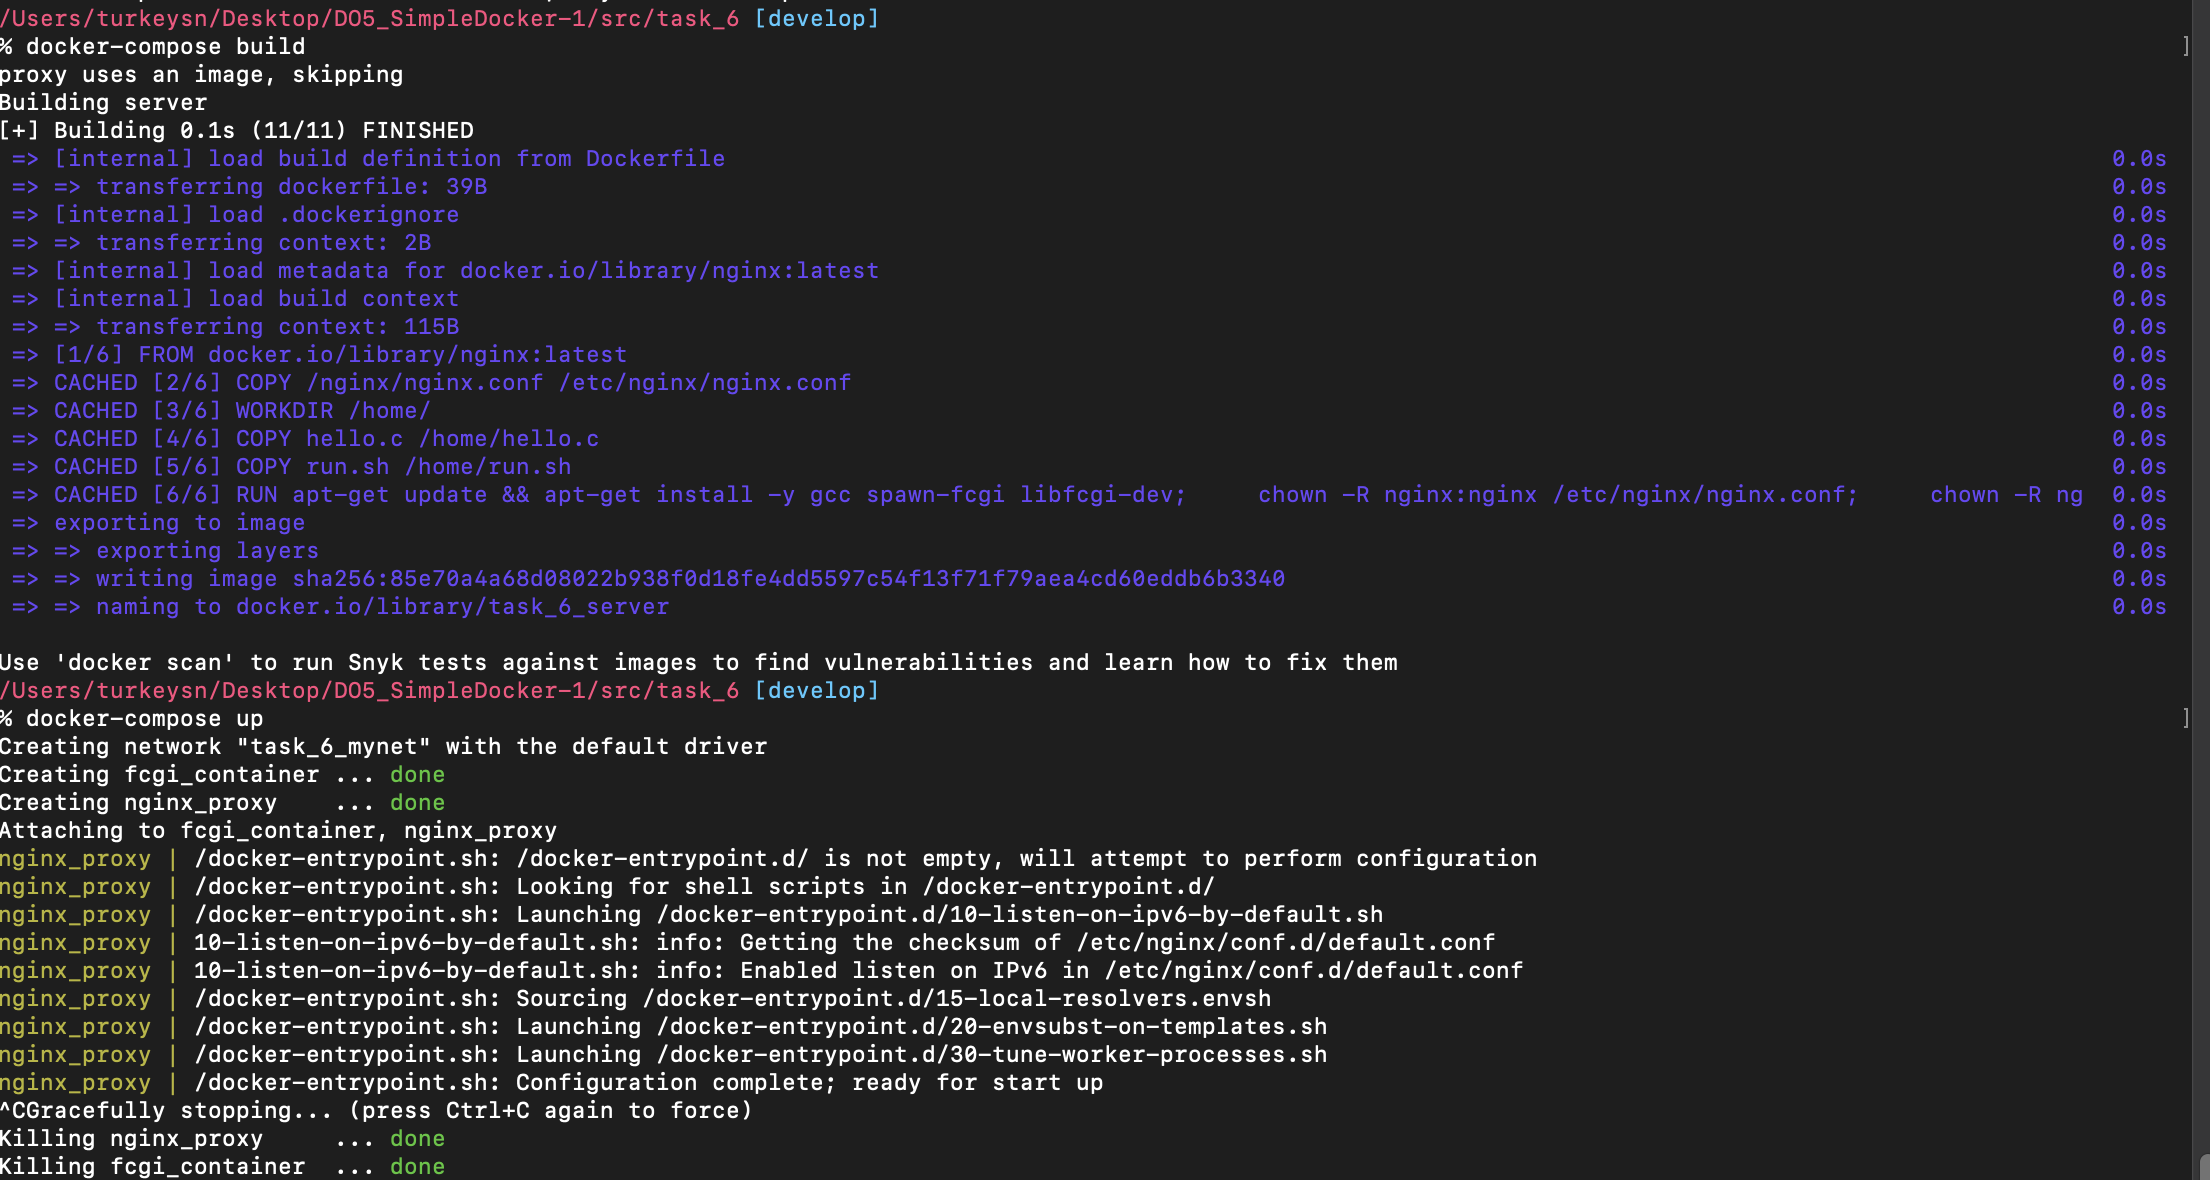 /Users/turkeysn/Desktop/DO5_SimpleDocker-1/src/task_6 [develop]
% docker-compose build ]
proxy uses an image, skipping
Building server
[+] Building 0.1s (11/11) FINISHED
=> [internal] load build definition from Dockerfile 0.0s
=> => transferring dockerfile: 39B 0.0s
=> [internal] load .dockerignore 0.0s
=> => transferring context: 2B 0.0s
=> [internal] load metadata for docker.io/library/nginx:latest 0.0s
=> [internal] load build context 0.0s
=> => transferring context: 115B 0.0s
=> [1/6] FROM docker.io/library/nginx:latest 0.0s
=> CACHED [2/6] COPY /nginx/nginx.conf /etc/nginx/nginx.conf 0.0s
=> CACHED [3/6] WORKDIR /home/ 0.0s
=> CACHED [4/6] COPY hello.c /home/hello.c 0.0s
=> CACHED [5/6] COPY run.sh /home/run.sh 0.0s
=> CACHED [6/6] RUN apt-get update && apt-get install -y gcc spawn-fcgi libfcgi-dev; chown -R nginx:nginx /etc/nginx/nginx.conf; chown -R ng 0.0s
=> exporting to image 0.0s
=> => exporting layers 0.0s
=> => writing image sha256:85e70a4a68d08022b938f0d18fe4dd5597c54f13f71f79aea4cd60eddb6b3340 0.0s
=> => naming to docker.io/library/task_6_server 0.0s
Use 'docker scan' to run Snyk tests against images to find vulnerabilities and learn how to fix them
/Users/turkeysn/Desktop/DO5_SimpleDocker-1/src/task_6 [develop]
% docker-compose up ]
Creating network "task_6_mynet" with the default driver
Creating fcgi_container ... done
Creating nginx_proxy ... done
Attaching to fcgi_container, nginx_proxy
nginx_proxy | /docker-entrypoint.sh: /docker-entrypoint.d/ is not empty, will attempt to perform configuration
nginx_proxy | /docker-entrypoint.sh: Looking for shell scripts in /docker-entrypoint.d/
nginx_proxy | /docker-entrypoint.sh: Launching /docker-entrypoint.d/10-listen-on-ipv6-by-default.sh
nginx_proxy | 10-listen-on-ipv6-by-default.sh: info: Getting the checksum of /etc/nginx/conf.d/default.conf
nginx_proxy | 10-listen-on-ipv6-by-default.sh: info: Enabled listen on IPv6 in /etc/nginx/conf.d/default.conf
nginx_proxy | /docker-entrypoint.sh: Sourcing /docker-entrypoint.d/15-local-resolvers.envsh
nginx_proxy | /docker-entrypoint.sh: Launching /docker-entrypoint.d/20-envsubst-on-templates.sh
nginx_proxy | /docker-entrypoint.sh: Launching /docker-entrypoint.d/30-tune-worker-processes.sh
nginx_proxy | /docker-entrypoint.sh: Configuration complete; ready for start up
^CGracefully stopping... (press Ctrl+C again to force)
Killing nginx_proxy ... done
Killing fcgi_container ... done